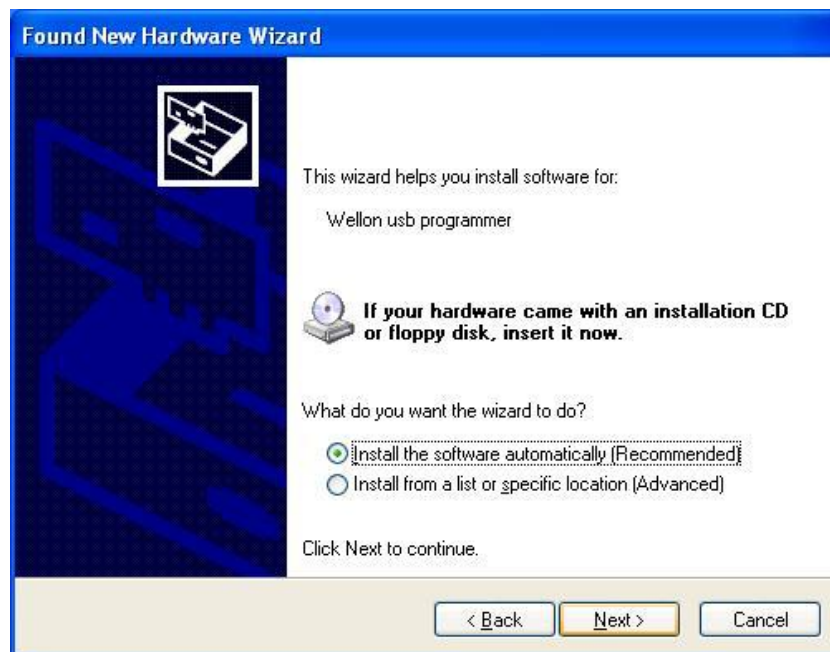 Found New Hardware Wizard
This wizard helps you install software for:
Wellon usb programmer
If your hardware came with an installation CD
or floppy disk, insert it now.
What do you want the wizard to do?
Install the software automatically (Recommended)
Install from a list or specific location (Advanced)
Click Next to continue.
< Back
Next >
Cancel